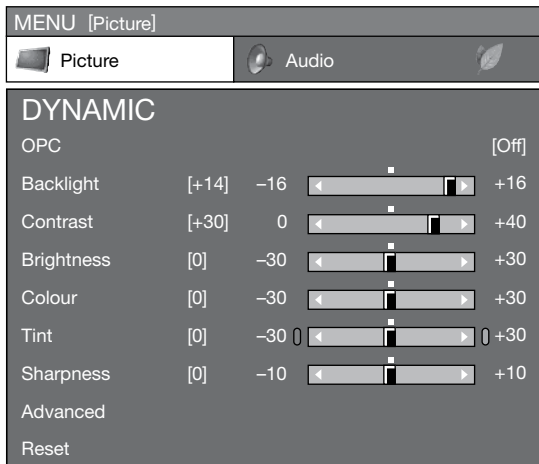 MENU [Picture]
Picture Audio
DYNAMIC
OPC [Off]
Backlight [+14] –16 +16
Contrast [+30] 0 +40
Brightness [0] –30 +30
Colour [0] –30 +30
Tint [0] –30 +30
Sharpness [0] –10 +10
Advanced
Reset